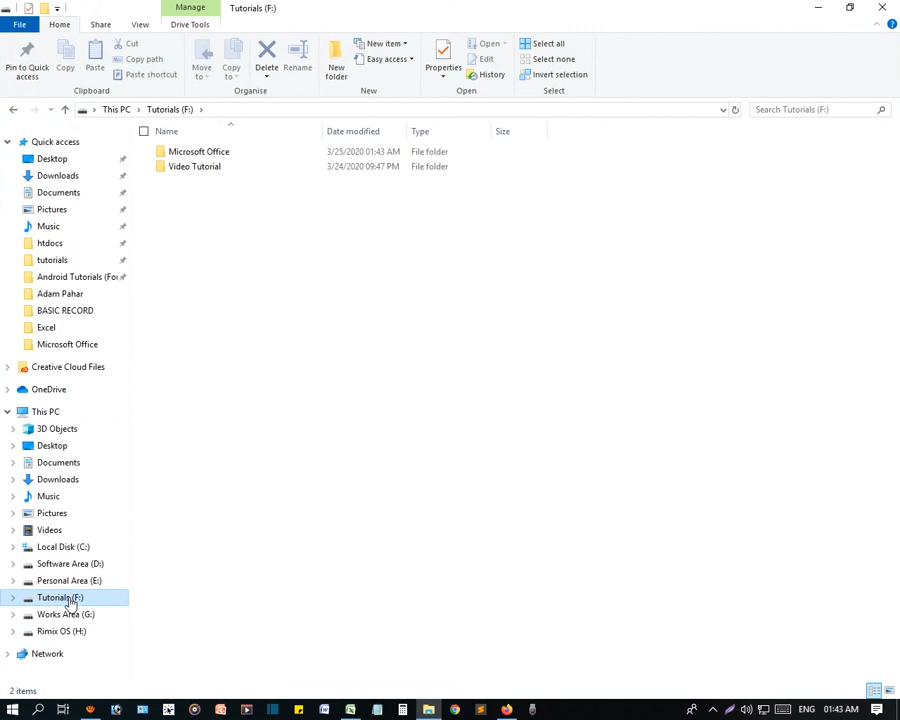 Manage
Tutorials (F:)
File
Home
Share
View
Drive Tools
Pin to Quick access
Copy
Paste
Cut
Copy path
Paste shortcut
Clipboard
Move to
Copy to
Delete
Rename
Organise
New folder
New item
Easy access
New
Properties
Open
Edit
History
Open
Select all
Select none
Invert selection
Select
This PC > Tutorials (F:) >
Search Tutorials (F:)
Name
Date modified
Type
Size
Microsoft Office 3/25/2020 01:43 AM File folder
Video Tutorial 3/24/2020 09:47 PM File folder
Quick access
Desktop
Downloads
Documents
Pictures
Music
htdocs
tutorials
Android Tutorials (For
Adam Pahar
BASIC RECORD
Excel
Microsoft Office
Creative Cloud Files
OneDrive
This PC
3D Objects
Desktop
Documents
Downloads
Music
Pictures
Videos
Local Disk (C:)
Software Area (D:)
Personal Area (E:)
Tutorials (F:)
Works Area (G:)
Rimix OS (H:)
Network
2 items
ENG 01:43 AM